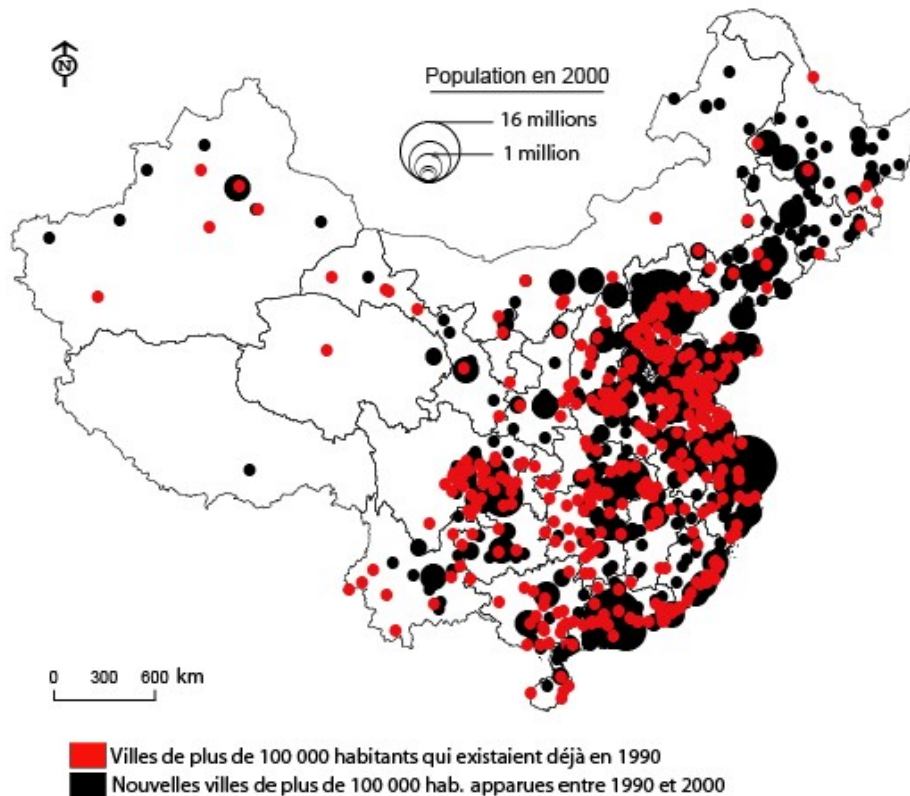 N
Population en 2000
16 millions
1 million
0 300 600 km
Villes de plus de 100 000 habitants qui existaient déjà en 1990
Nouvelles villes de plus de 100 000 hab. apparues entre 1990 et 2000